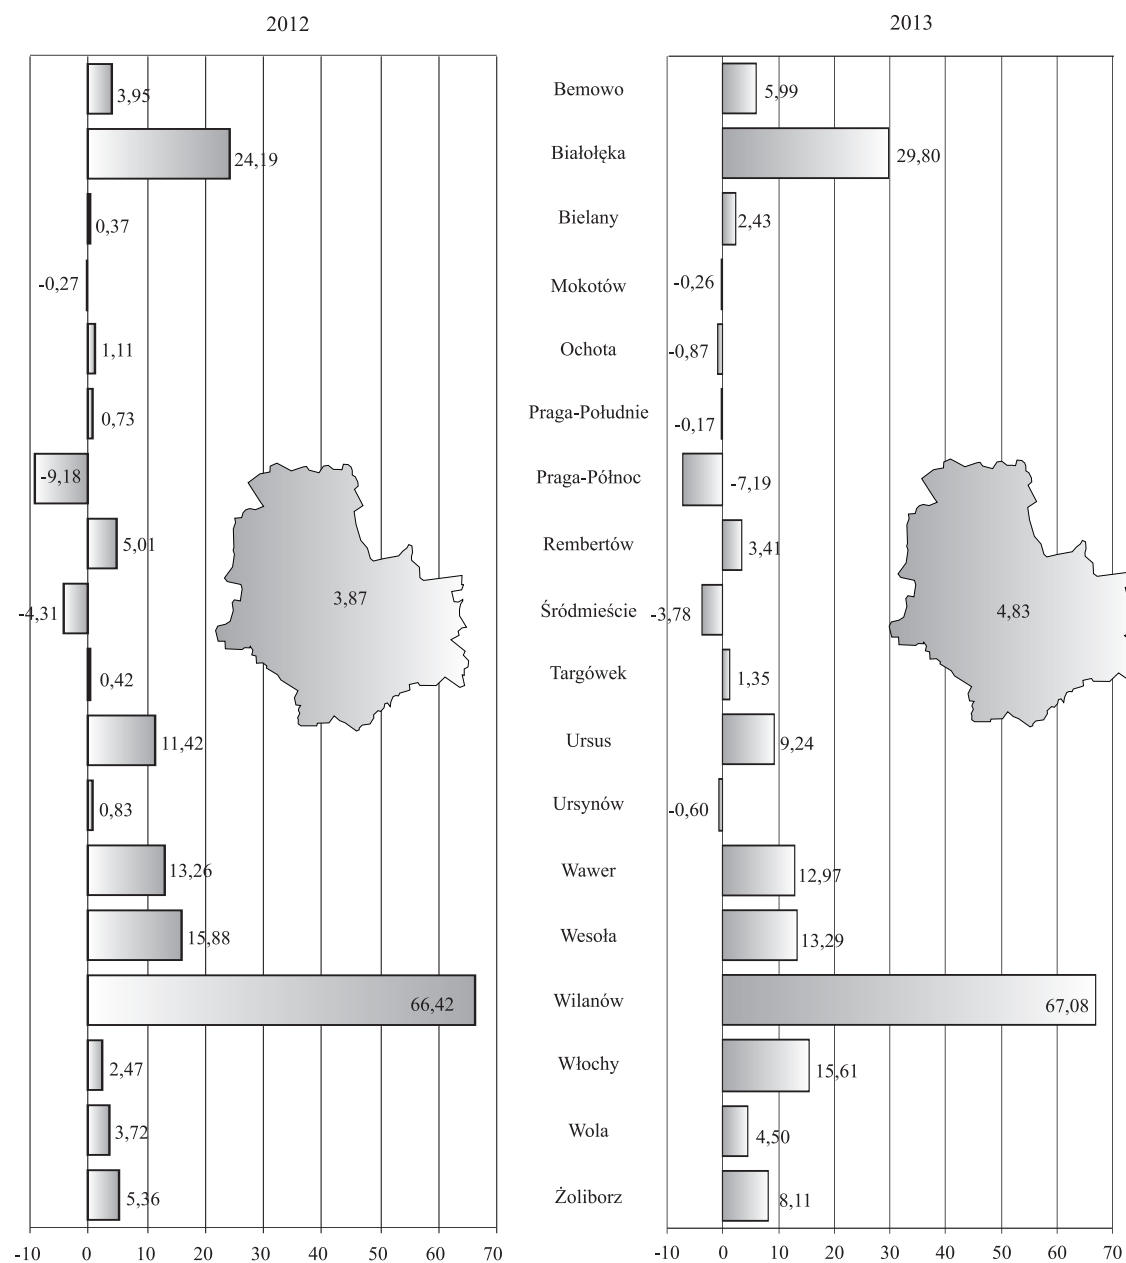 2012 2013
3,95 Bemowo 5,99
24,19 Białołęka 29,80
0,37 Bielany 2,43
-0,27 Mokotów -0,26
1,11 Ochota -0,87
0,73 Praga-Południe -0,17
-9,18 Praga-Północ -7,19
5,01 Rembertów 3,41
3,87
-4,31 Śródmieście -3,78 4,83
0,42 Targówek 1,35
11,42 Ursus 9,24
0,83 Ursynów -0,60
13,26 Wawer 12,97
15,88 Wesoła 13,29
66,42 Wilanów 67,08
2,47 Włochy 15,61
3,72 Wola 4,50
5,36 Żoliborz 8,11
-10 0 10 20 30 40 50 60 70 -10 0 10 20 30 40 50 60 70